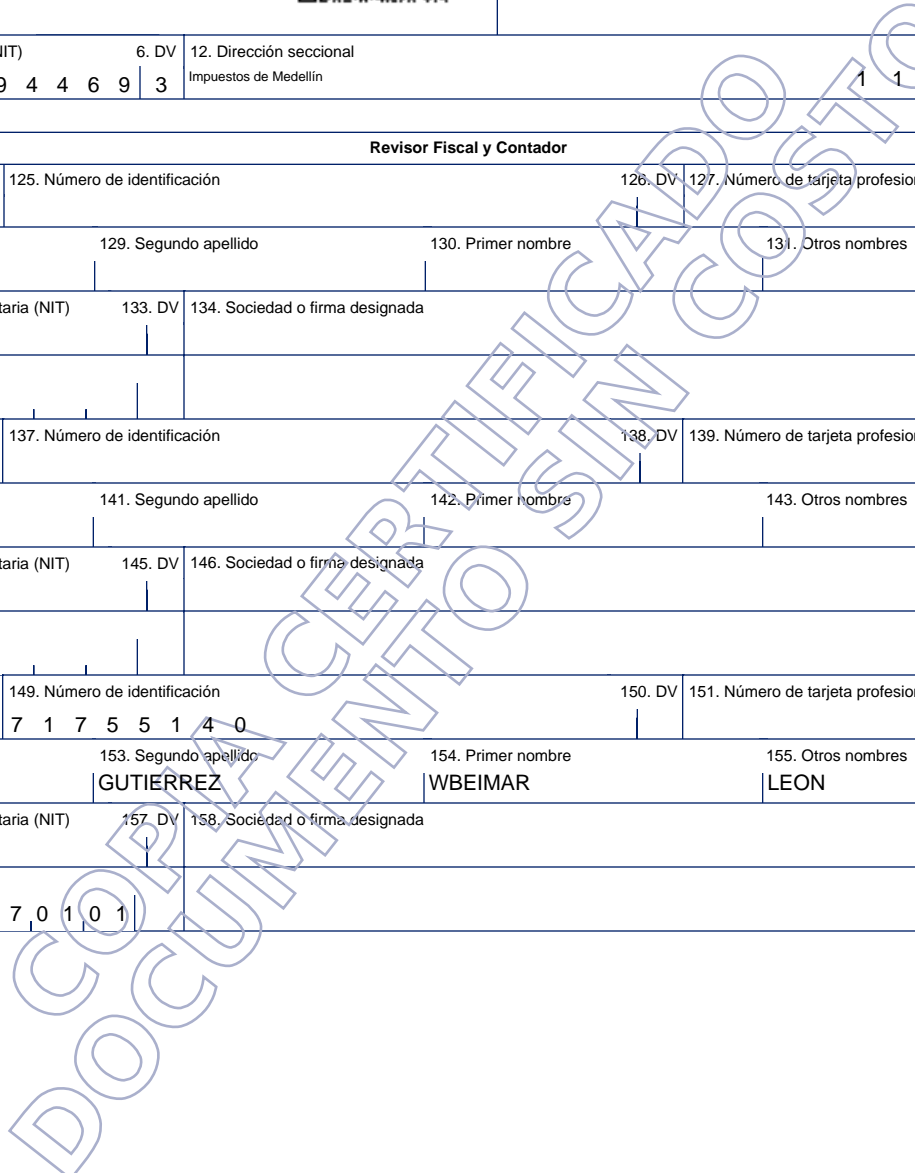 NIT) 6. DV 12. Dirección seccional
9 4 4 6 9 3 Impuestos de Medellín 1 1
Revisor Fiscal y Contador
125. Número de identificación 126. DV 127. Número de tarjeta profesion
129. Segundo apellido 130. Primer nombre 131. Otros nombres
taria (NIT) 133. DV 134. Sociedad o firma designada
137. Número de identificación 138. DV 139. Número de tarjeta profesion
141. Segundo apellido 142. Primer nombre 143. Otros nombres
taria (NIT) 145. DV 146. Sociedad o firma designada
149. Número de identificación 150. DV 151. Número de tarjeta profesion
7 1 7 5 5 1 4 0
153. Segundo apellido 154. Primer nombre 155. Otros nombres
GUTIERREZ WBEIMAR LEON
taria (NIT) 157. DV 158. Sociedad o firma designada
7 0 1 0 1
COPIA CERTIFICADO
DOCUMENTO SIN COSTO